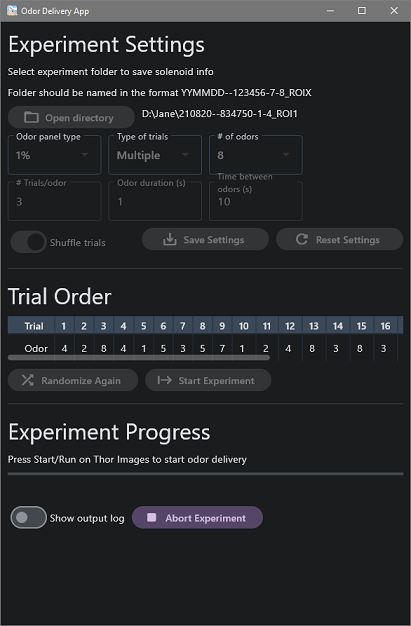 Odor Delivery App
Experiment Settings
Select experiment folder to save solenoid info
Folder should be named in the format YYMMDD--123456-7-8_ROIX
Open directory D:\Jane\210820--834750-1-4_ROI1
Odor panel type Type of trials # of odors
1% Multiple 8
# Trials/odor Odor duration (s) Time between odors (s)
3 1 10
Shuffle trials Save Settings Reset Settings
Trial Order
Trial 1 2 3 4 5 6 7 8 9 10 11 12 13 14 15 16
Odor 4 2 8 4 1 5 3 5 7 1 2 4 8 3 8 3
Randomize Again Start Experiment
Experiment Progress
Press Start/Run on Thor Images to start odor delivery
Show output log Abort Experiment